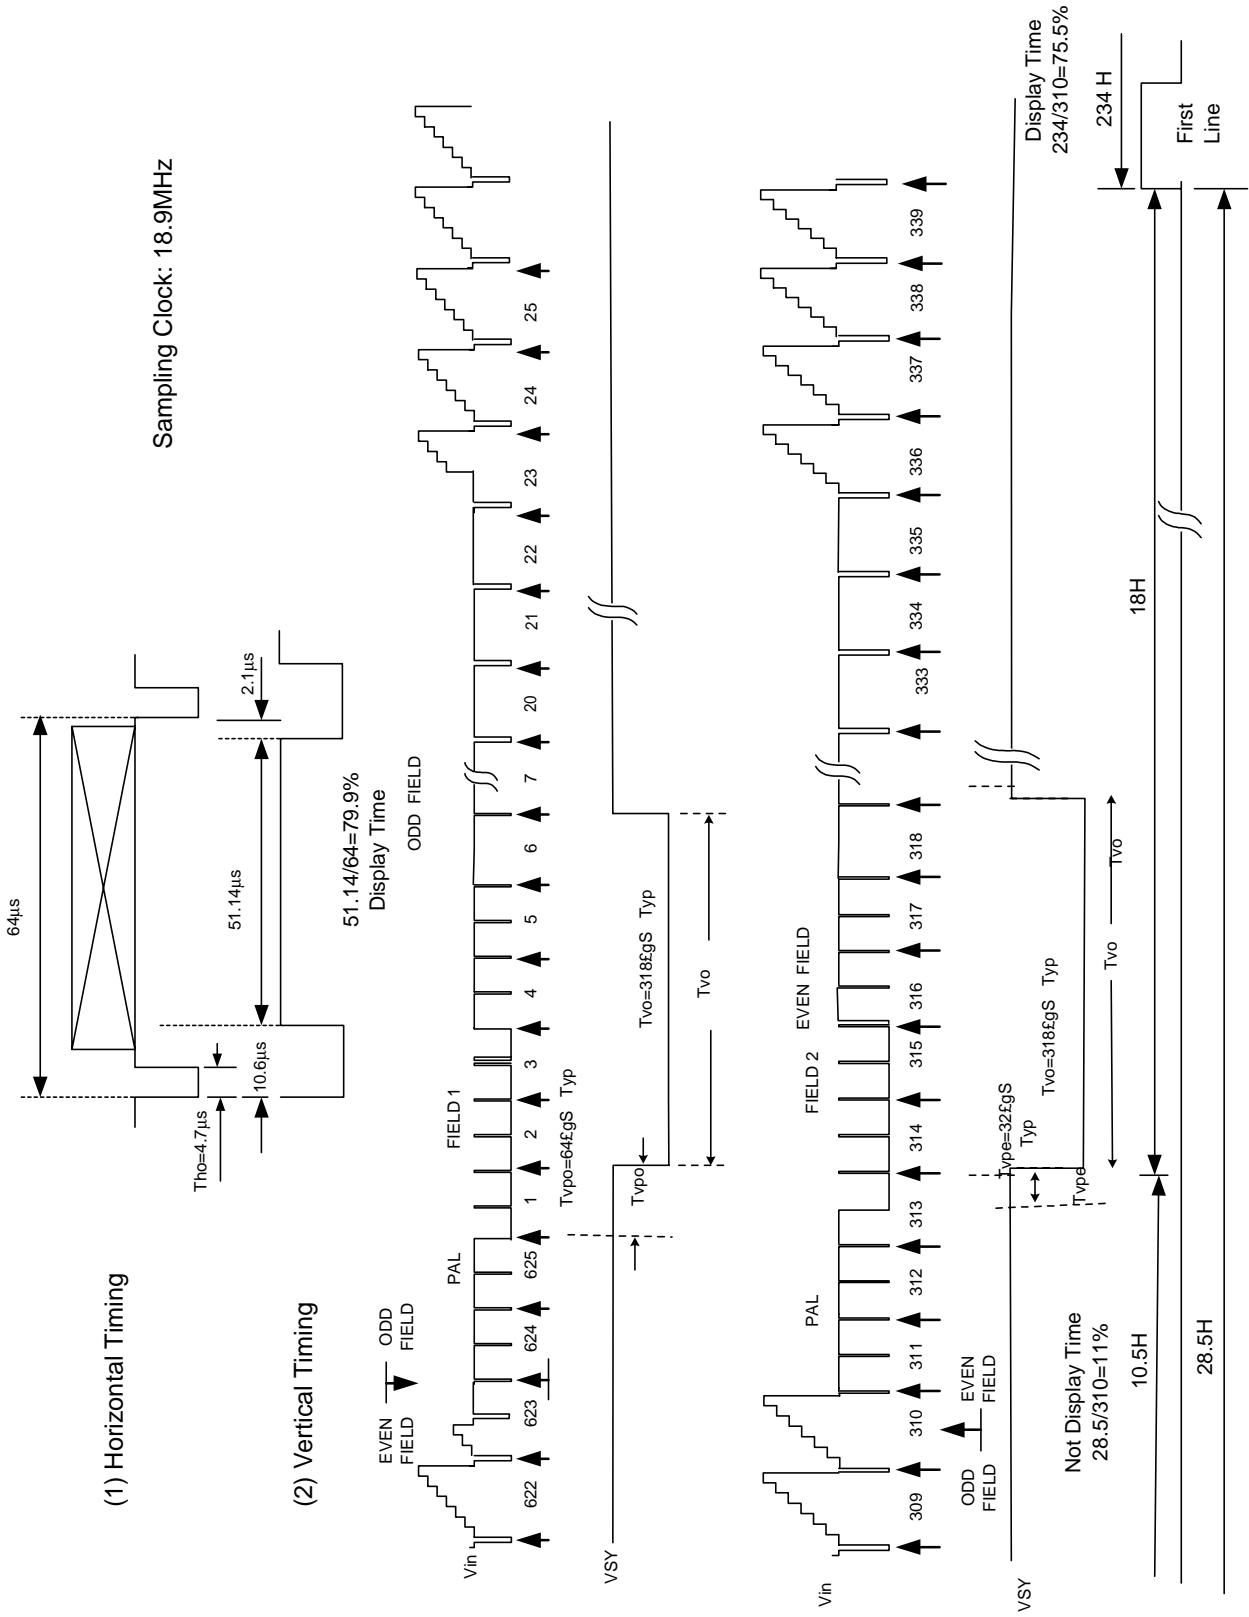 (1) Horizontal Timing
Sampling Clock: 18.9MHz
64µs
Tho=4.7µs
10.6µs
51.14µs
2.1µs
51.14/64=79.9%
Display Time
(2) Vertical Timing
EVEN
FIELD
ODD
FIELD
PAL
FIELD 1
ODD FIELD
Vin
622
623
624
625
1
2
3
4
5
6
7
20
21
22
23
24
25
Tvpo=64£gS Typ
VSY
Tvpo
Tvo=318£gS Typ
Tvo
PAL
FIELD 2
EVEN FIELD
Vin
309
310
311
312
313
314
315
316
317
318
333
334
335
336
337
338
339
ODD
FIELD
EVEN
FIELD
VSY
Tvpe=32£gS
Typ
Tvpe
Tvo=318£gS Typ
Tvo
Tvo
Display Time
234/310=75.5%
Not Display Time
28.5/310=11%
10.5H
18H
234 H
28.5H
First
Line